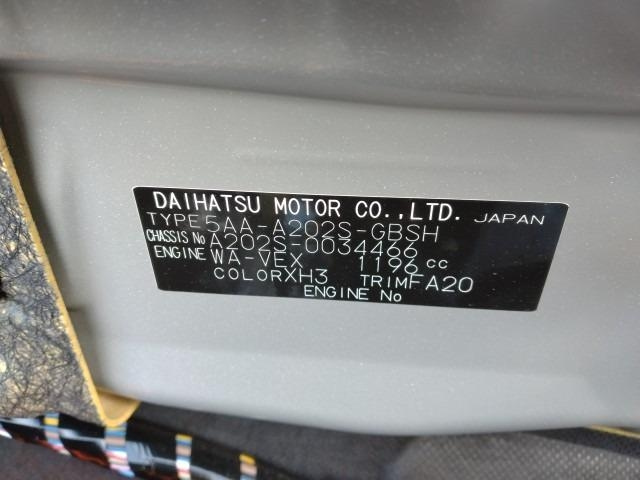 DAIHATSU MOTOR CO.,LTD. JAPAN
TYPE 5AA-A202S-GBSH
CHASSIS No A202S-0034466
ENGINE WA-VEX 1196 cc
COLOR XH3 TRIM FA20
ENGINE No